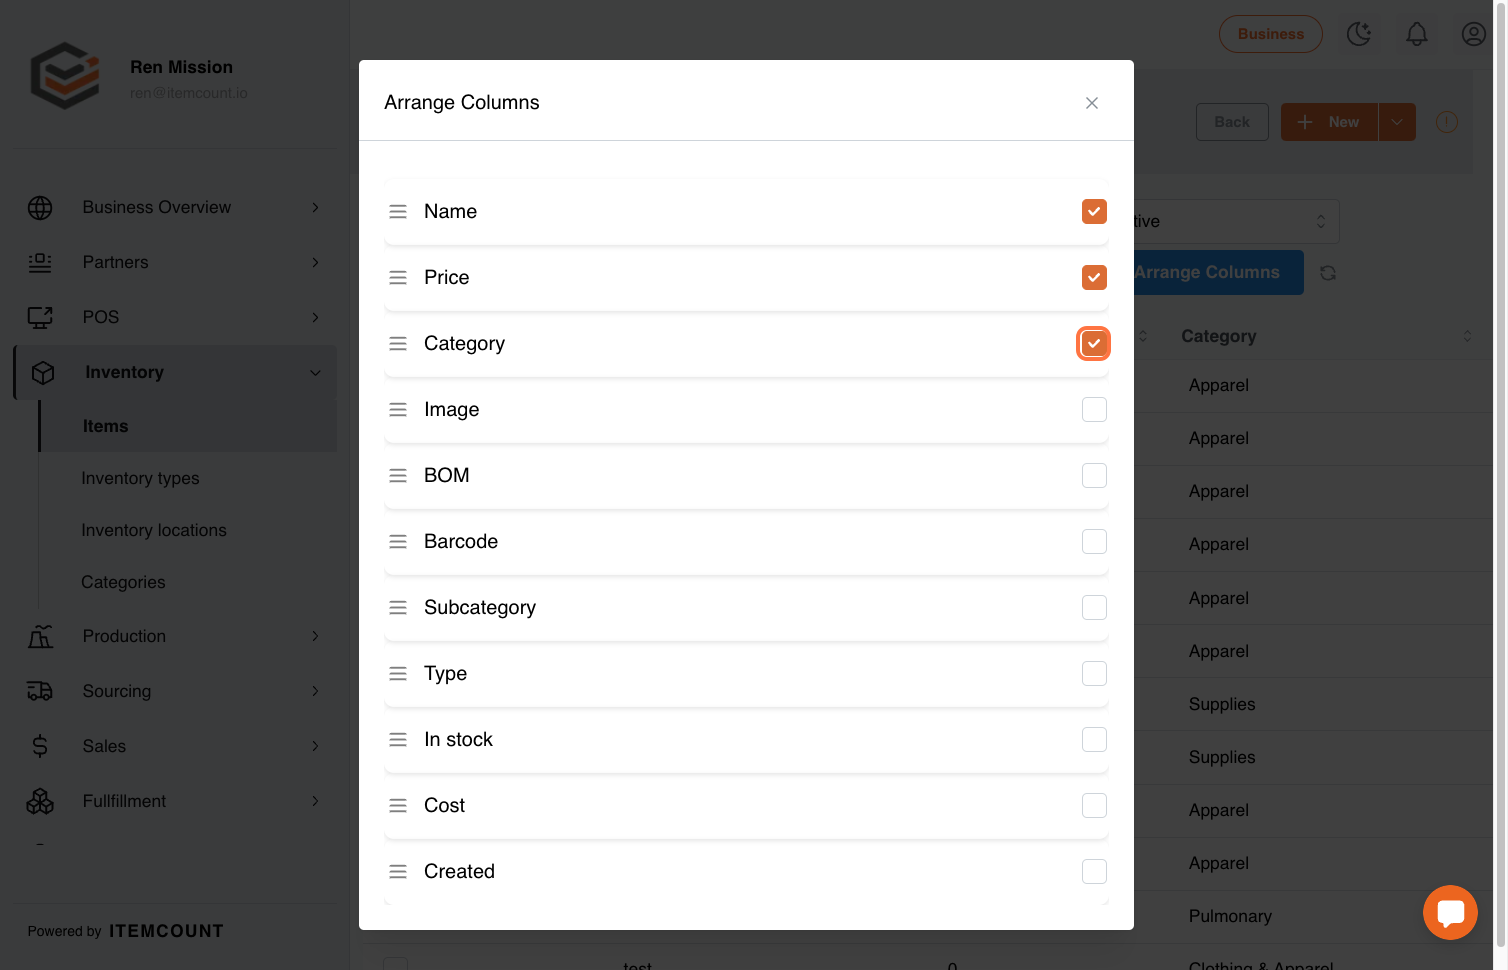 Ren Mission
ren@itemcount.io
Business
Back
New
Arrange Columns
Name
Price
Category
Image
BOM
Barcode
Subcategory
Type
In stock
Cost
Created
Business Overview
Partners
POS
Inventory
Items
Inventory types
Inventory locations
Categories
Production
Sourcing
Sales
Fullfillment
Powered by ITEMCOUNT
tive
Arrange Columns
Category
Apparel
Apparel
Apparel
Apparel
Apparel
Apparel
Supplies
Supplies
Apparel
Apparel
Pulmonary
test 0 Clothing & Apparel